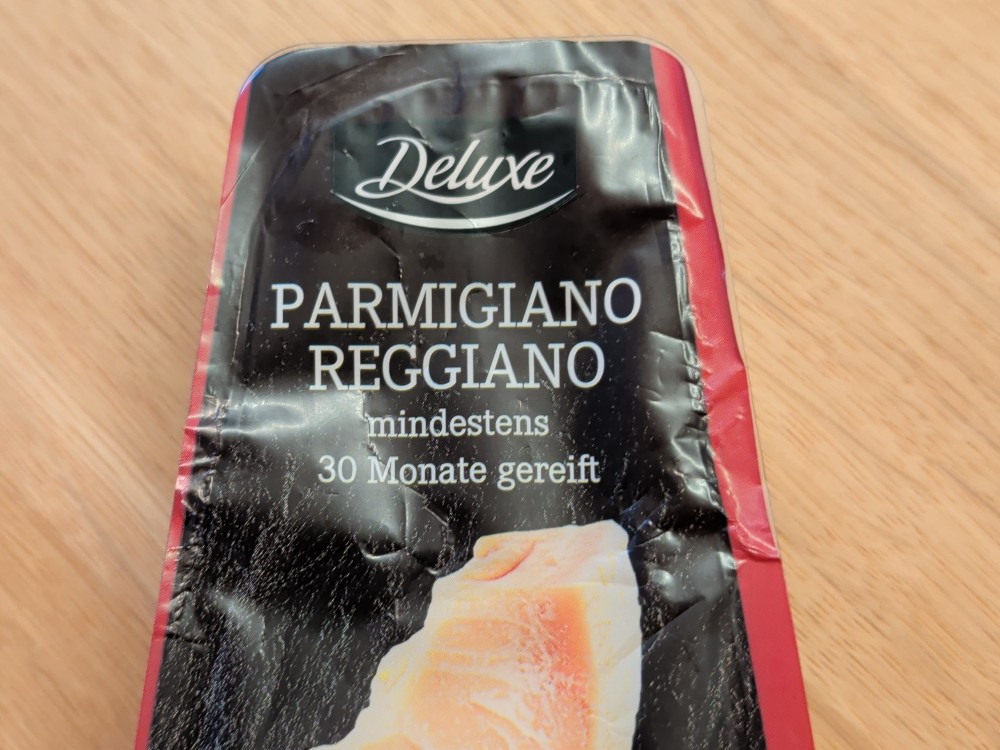 Deluxe
PARMIGIANO
REGGIANO
mindestens
30 Monate gereift